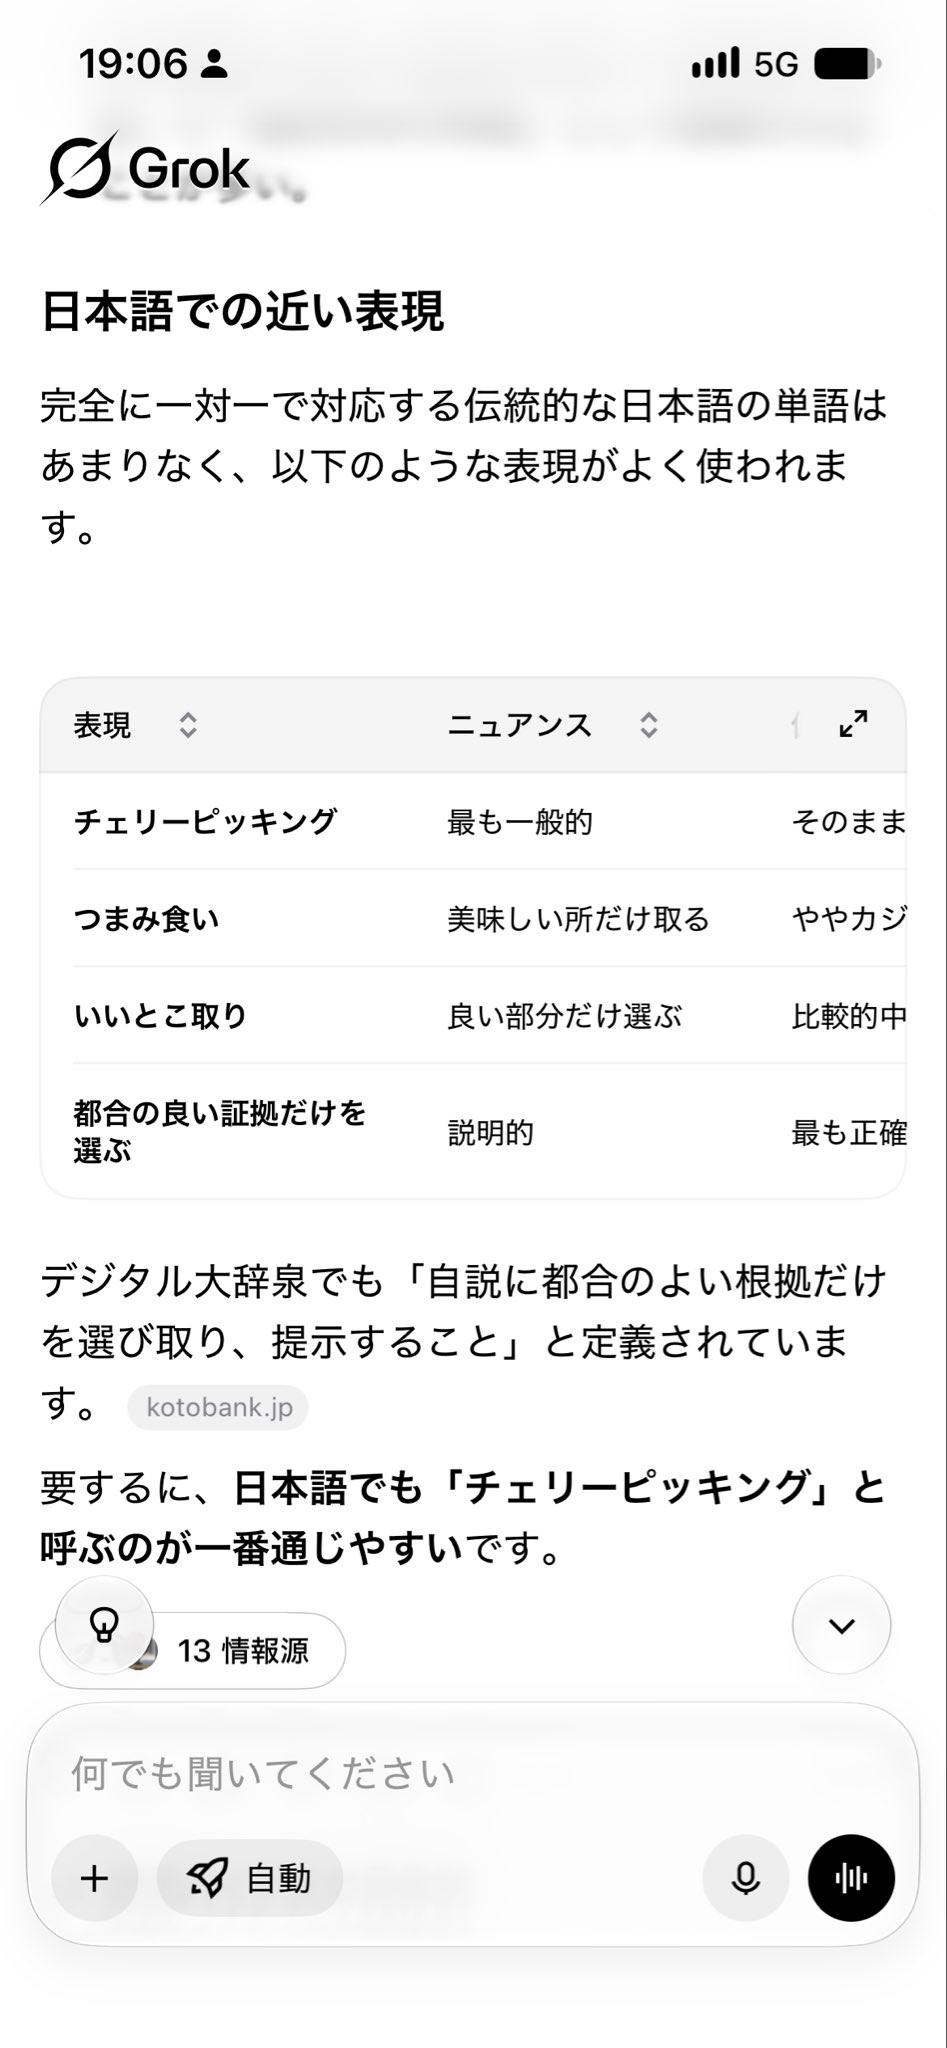 19:06
5G
Grok
日本語での近い表現
完全に一対一で対応する伝統的な日本語の単語は
あまりなく、以下のような表現がよく使われま
す。
表現
ニュアンス
チェリーピッキング
最も一般的
そのまま
つまみ食い
美味しい所だけ取る
ややカジ
いいとこ取り
良い部分だけ選ぶ
比較的中
都合の良い証拠だけを
選ぶ
説明的
最も正確
デジタル大辞泉でも「自説に都合のよい根拠だけ
を選び取り、提示すること」と定義されていま
す。 kotobank.jp
要するに、日本語でも「チェリーピッキング」と
呼ぶのが一番通じやすいです。
13 情報源
何でも聞いてください
自動